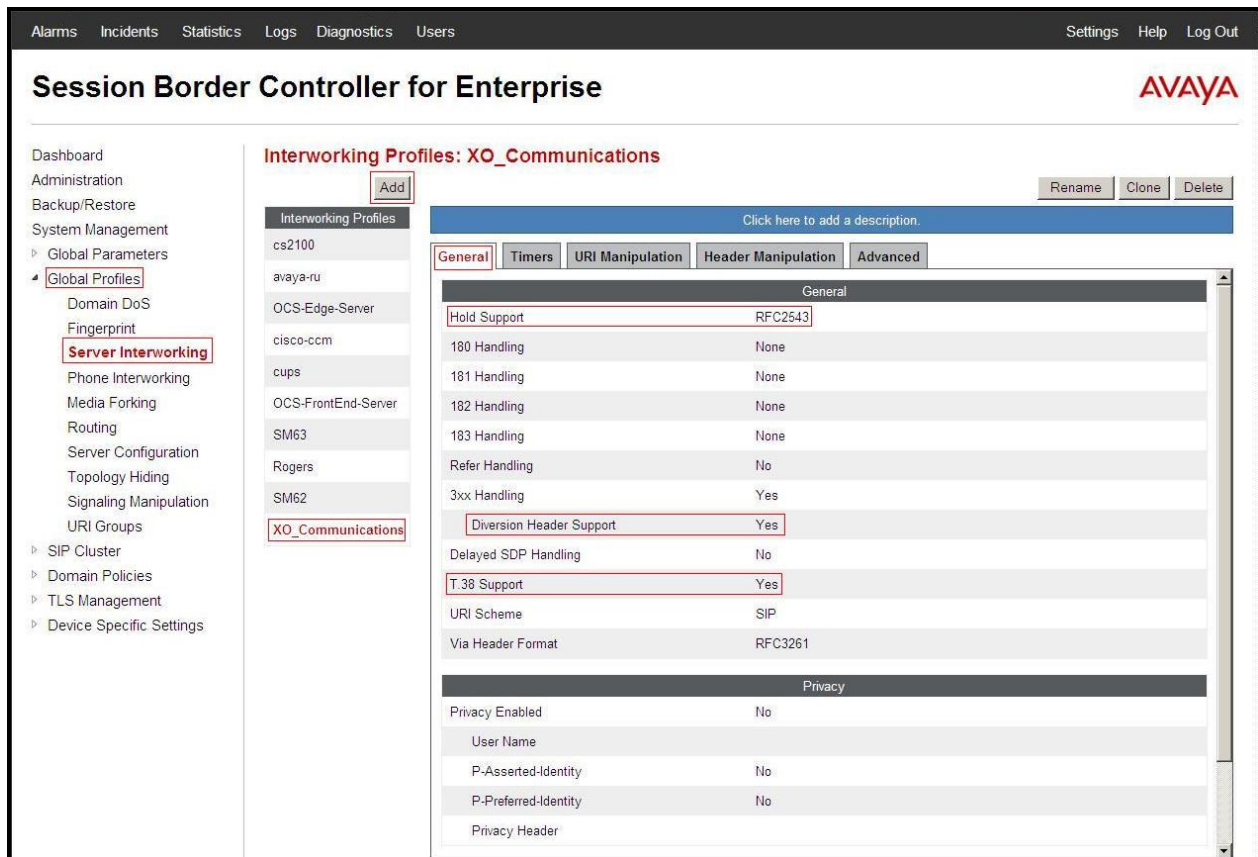 Alarms Incidents Statistics Logs Diagnostics Users Settings Help Log Out
Session Border Controller for Enterprise
AVAYA
Dashboard
Administration
Backup/Restore
System Management
Global Parameters
Global Profiles
Domain DoS
Fingerprint
Server Interworking
Phone Interworking
Media Forking
Routing
Server Configuration
Topology Hiding
Signaling Manipulation
URI Groups
SIP Cluster
Domain Policies
TLS Management
Device Specific Settings
Interworking Profiles: XO_Communications
Add
Rename Clone Delete
Interworking Profiles
cs2100
avaya-ru
OCS-Edge-Server
cisco-ccm
cups
OCS-FrontEnd-Server
SM63
Rogers
SM62
XO_Communications
Click here to add a description.
General Timers URI Manipulation Header Manipulation Advanced
General
Hold Support RFC2543
180 Handling None
181 Handling None
182 Handling None
183 Handling None
Refer Handling No
3xx Handling Yes
Diversion Header Support Yes
Delayed SDP Handling No
T.38 Support Yes
URI Scheme SIP
Via Header Format RFC3261
Privacy
Privacy Enabled No
User Name
P-Asserted-Identity No
P-Preferred-Identity No
Privacy Header